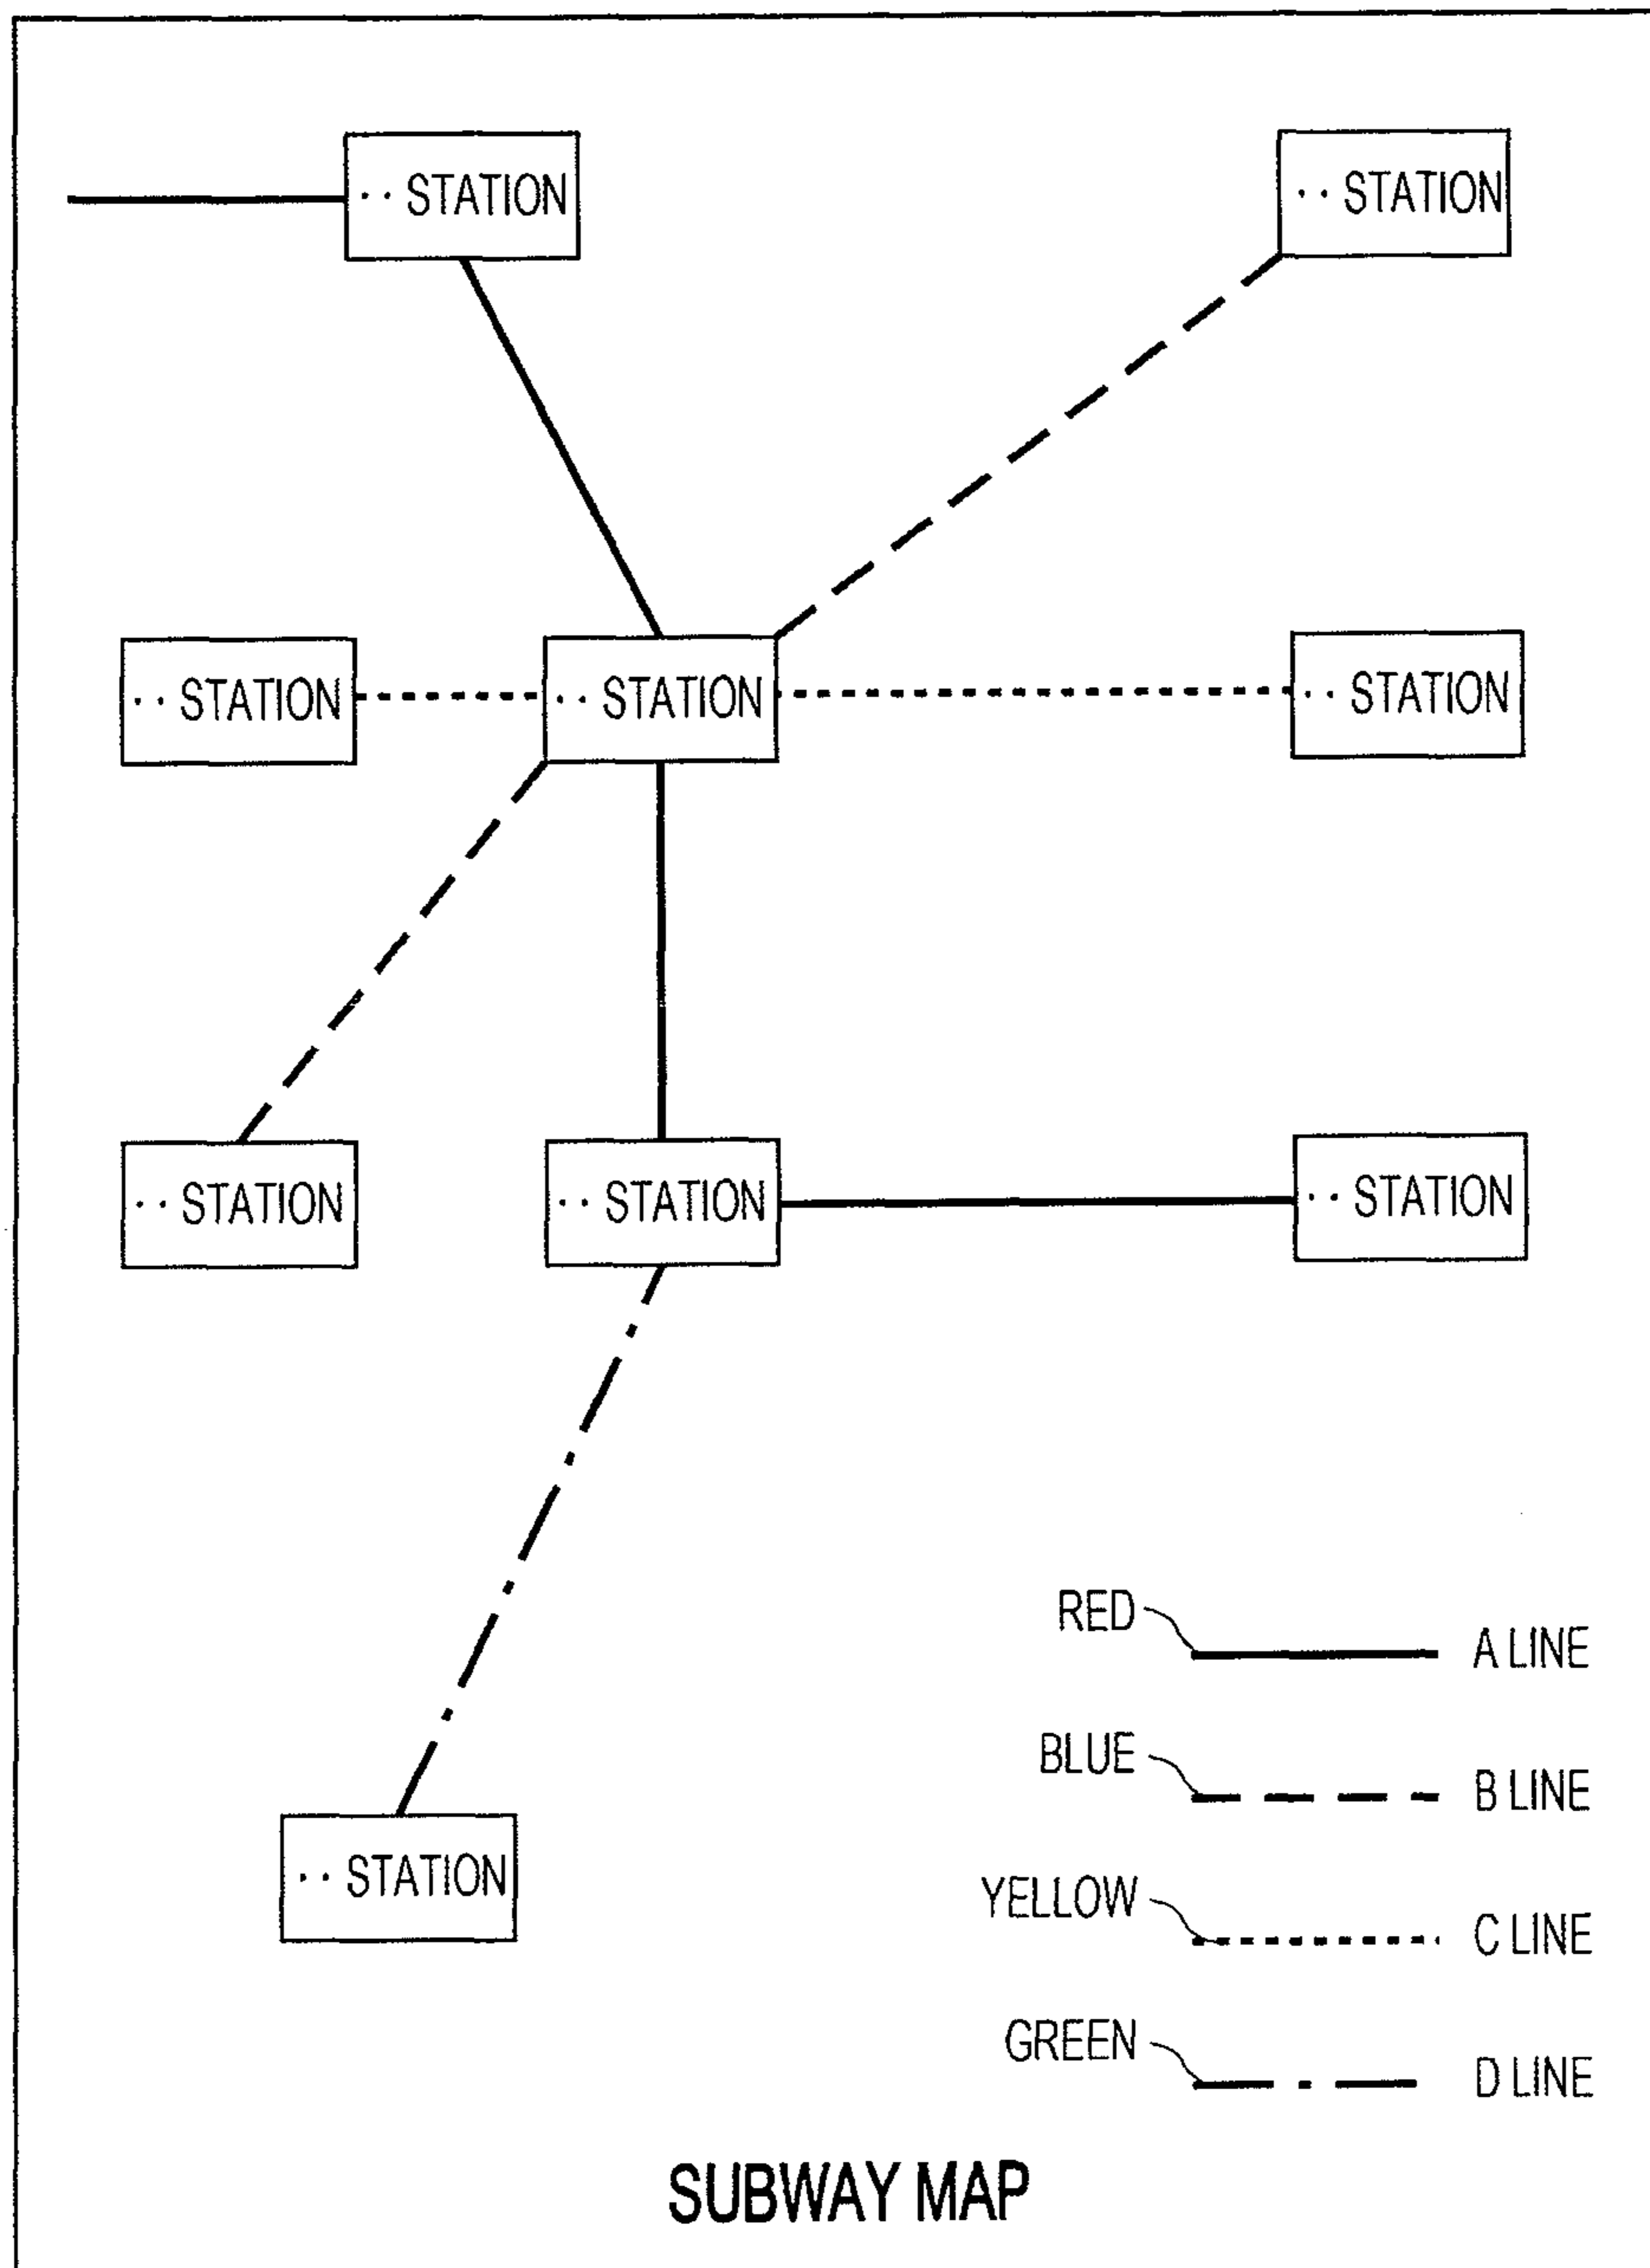 ·· STATION
·· STATION
·· STATION
·· STATION
·· STATION
·· STATION
·· STATION
·· STATION
·· STATION
RED
A LINE
BLUE
B LINE
YELLOW
C LINE
GREEN
D LINE
SUBWAY MAP